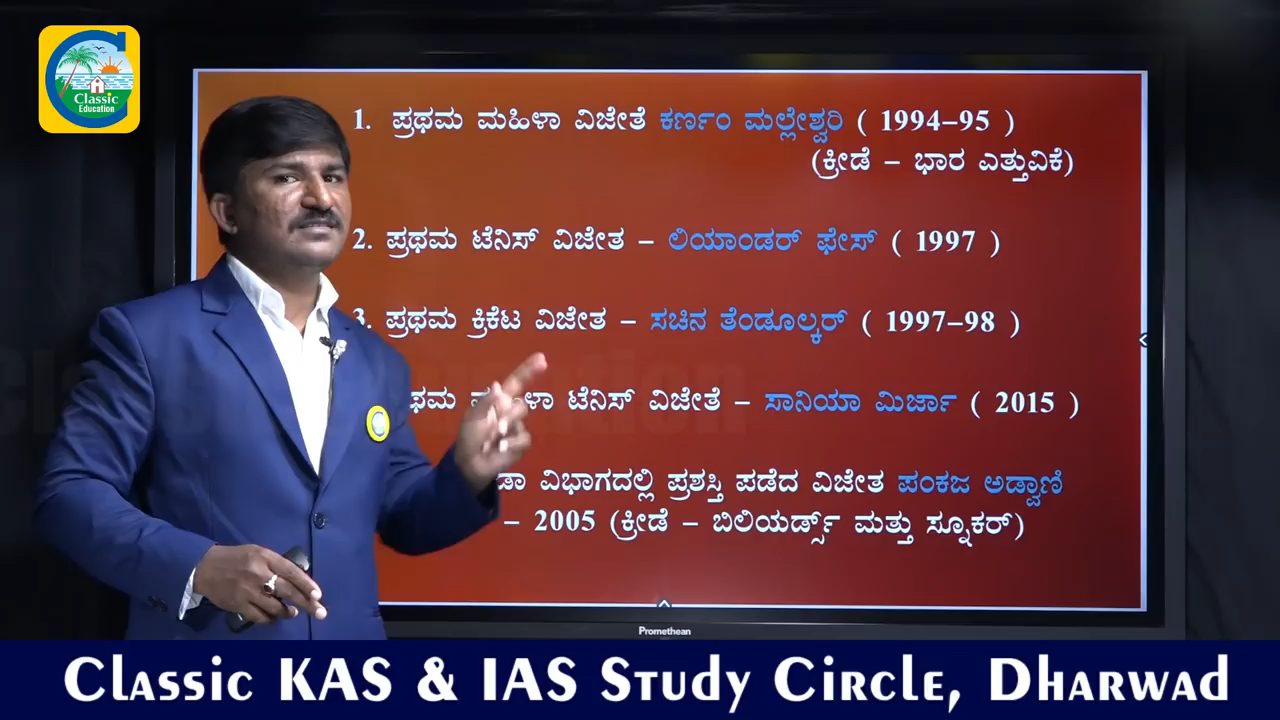 Classic
Education
1. ಪ್ರಥಮ ಮಹಿಳಾ ವಿಜೇತೆ ಕರ್ಣಂ ಮಲ್ಲೇಶ್ವರಿ ( 1994-95 )
(ಕ್ರೀಡೆ – ಭಾರ ಎತ್ತುವಿಕೆ)
2. ಪ್ರಥಮ ಟೆನಿಸ್ ವಿಜೇತ – ಲಿಯಾಂಡರ್ ಫೇಸ್ ( 1997 )
3. ಪ್ರಥಮ ಕ್ರಿಕೆಟ ವಿಜೇತ – ಸಚಿನ ತೆಂಡೂಲ್ಕರ್ ( 1997-98 )
ಟೆನಿಸ್ ವಿಜೇತೆ – ಸಾನಿಯಾ ಮಿರ್ಜಾ ( 2015 )
ವಿಭಾಗದಲ್ಲಿ ಪ್ರಶಸ್ತಿ ಪಡೆದ ವಿಜೇತ ಪಂಕಜ ಅಡ್ವಾಣಿ
– 2005 (ಕ್ರೀಡೆ – ಬಿಲಿಯರ್ಡ್ಸ್ ಮತ್ತು ಸ್ನೂಕರ್)
Promethean
Classic KAS & IAS Study Circle, Dharwad